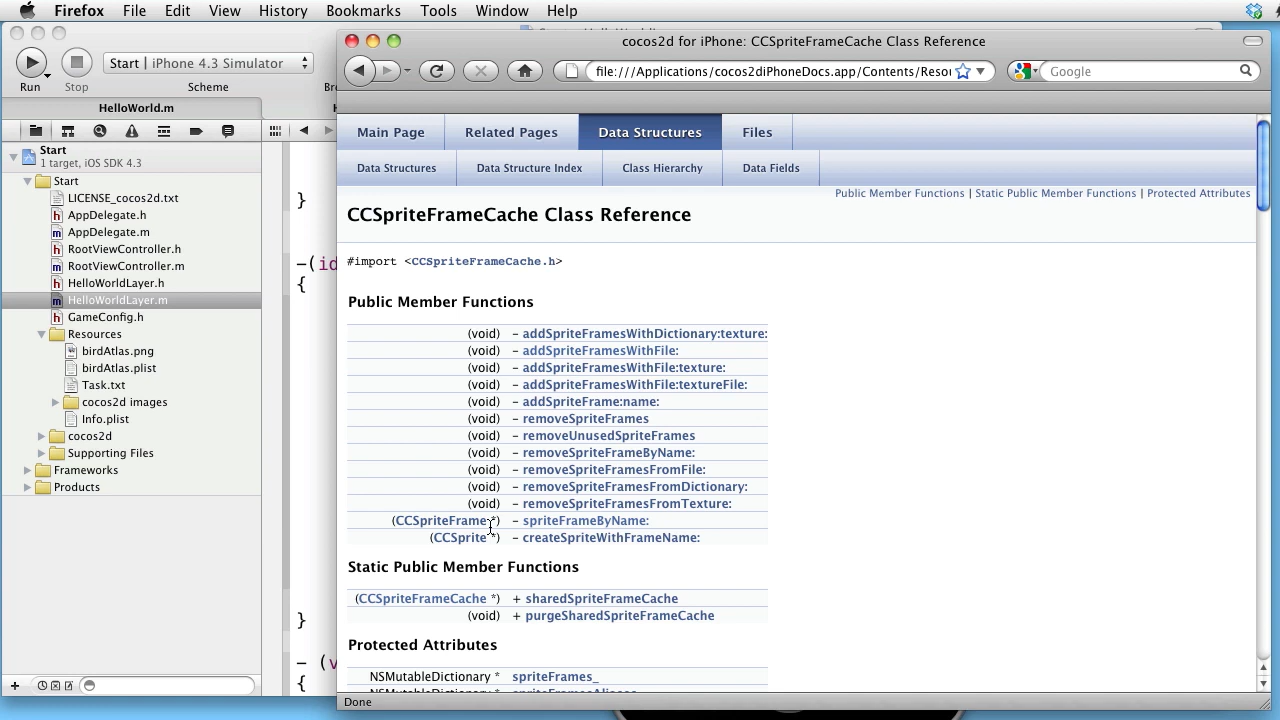 Firefox File Edit View History Bookmarks Tools Window Help
Start | iPhone 4.3 Simulator
Run Stop Scheme
HelloWorld.m
Start
1 target, iOS SDK 4.3
Start
LICENSE_cocos2d.txt
AppDelegate.h
AppDelegate.m
RootViewController.h
RootViewController.m
HelloWorldLayer.h
HelloWorldLayer.m
GameConfig.h
Resources
birdAtlas.png
birdAtlas.plist
Task.txt
cocos2d images
Info.plist
cocos2d
Supporting Files
Frameworks
Products
}
-(id
{
}
- (v
{
cocos2d for iPhone: CCSpriteFrameCache Class Reference
file:///Applications/cocos2diPhoneDocs.app/Contents/Resou
Google
Main Page Related Pages Data Structures Files
Data Structures Data Structure Index Class Hierarchy Data Fields
Public Member Functions | Static Public Member Functions | Protected Attributes
CCSpriteFrameCache Class Reference
#import <CCSpriteFrameCache.h>
Public Member Functions
(void) - addSpriteFramesWithDictionary:texture:
(void) - addSpriteFramesWithFile:
(void) - addSpriteFramesWithFile:texture:
(void) - addSpriteFramesWithFile:textureFile:
(void) - addSpriteFrame:name:
(void) - removeSpriteFrames
(void) - removeUnusedSpriteFrames
(void) - removeSpriteFrameByName:
(void) - removeSpriteFramesFromFile:
(void) - removeSpriteFramesFromDictionary:
(void) - removeSpriteFramesFromTexture:
(CCSpriteFrame *) - spriteFrameByName:
(CCSprite *) - createSpriteWithFrameName:
Static Public Member Functions
(CCSpriteFrameCache *) + sharedSpriteFrameCache
(void) + purgeSharedSpriteFrameCache
Protected Attributes
NSMutableDictionary * spriteFrames_
Done